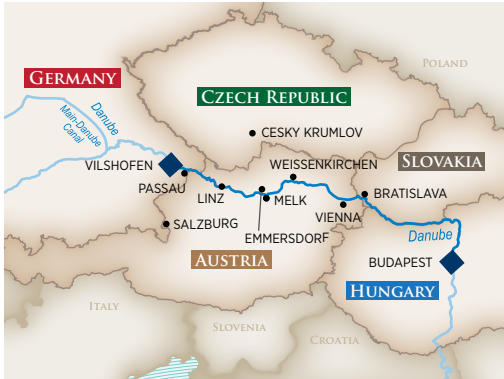 POLAND
GERMANY
CZECH REPUBLIC
Danube
Main-Danube
Canal
CESKY KRUMLOV
VILSHOFEN
WEISSENKIRCHEN
SLOVAKIA
PASSAU
LINZ
MELK
BRATISLAVA
VIENNA
SALZBURG
EMMERSDORF
Danube
AUSTRIA
BUDAPEST
HUNGARY
ITALY
SLOVENIA
CROATIA